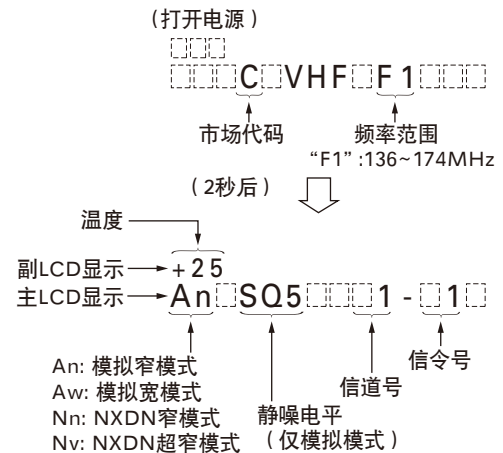 (打开电源)
C VHF F1
市场代码
频率范围
“F1”:136~174MHz
(2秒后)
温度
副LCD显示
+25
主LCD显示
An SQ5 1 - 1
An: 模拟窄模式
Aw: 模拟宽模式
Nn: NXDN窄模式
Nv: NXDN超窄模式
静噪电平
(仅模拟模式)
信道号
信令号